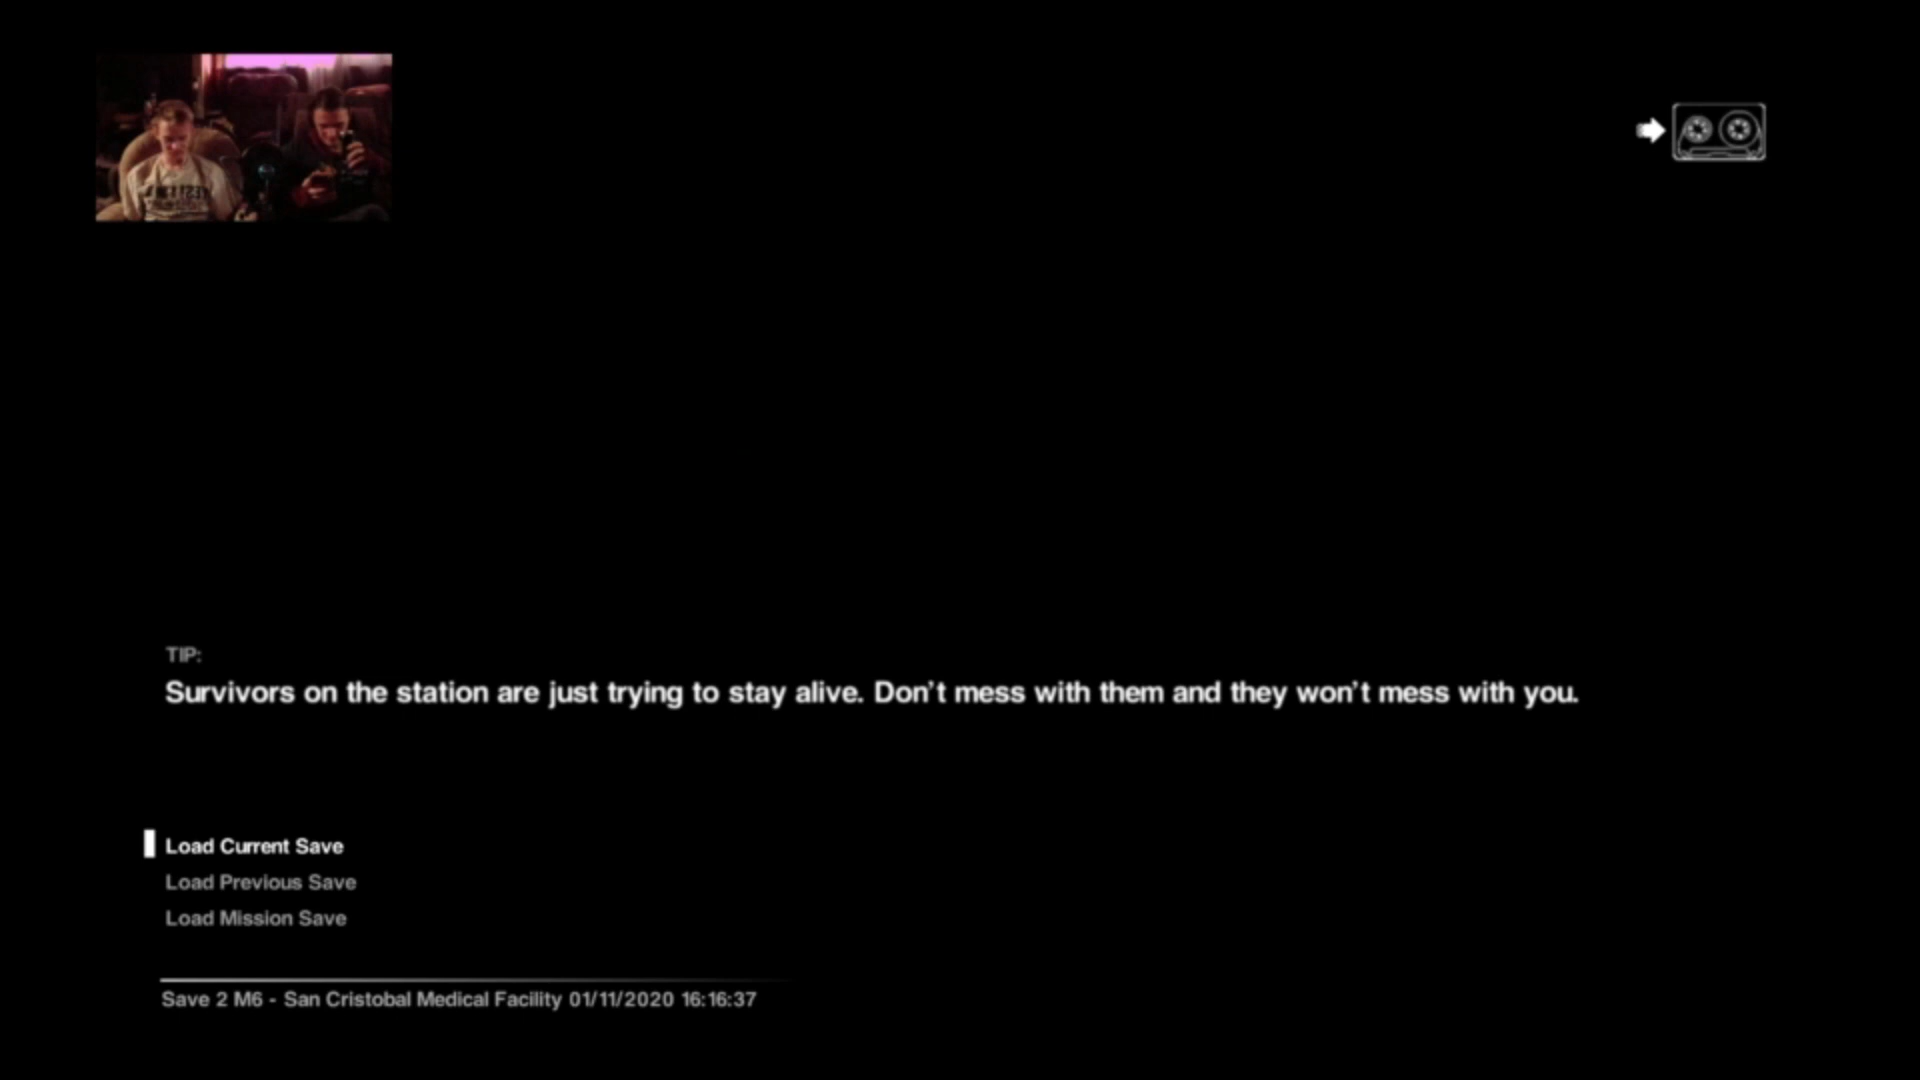 TIP:
Survivors on the station are just trying to stay alive. Don't mess with them and they won't mess with you.
Load Current Save
Load Previous Save
Load Mission Save
Save 2 M6 - San Cristobal Medical Facility 01/11/2020 16:16:37